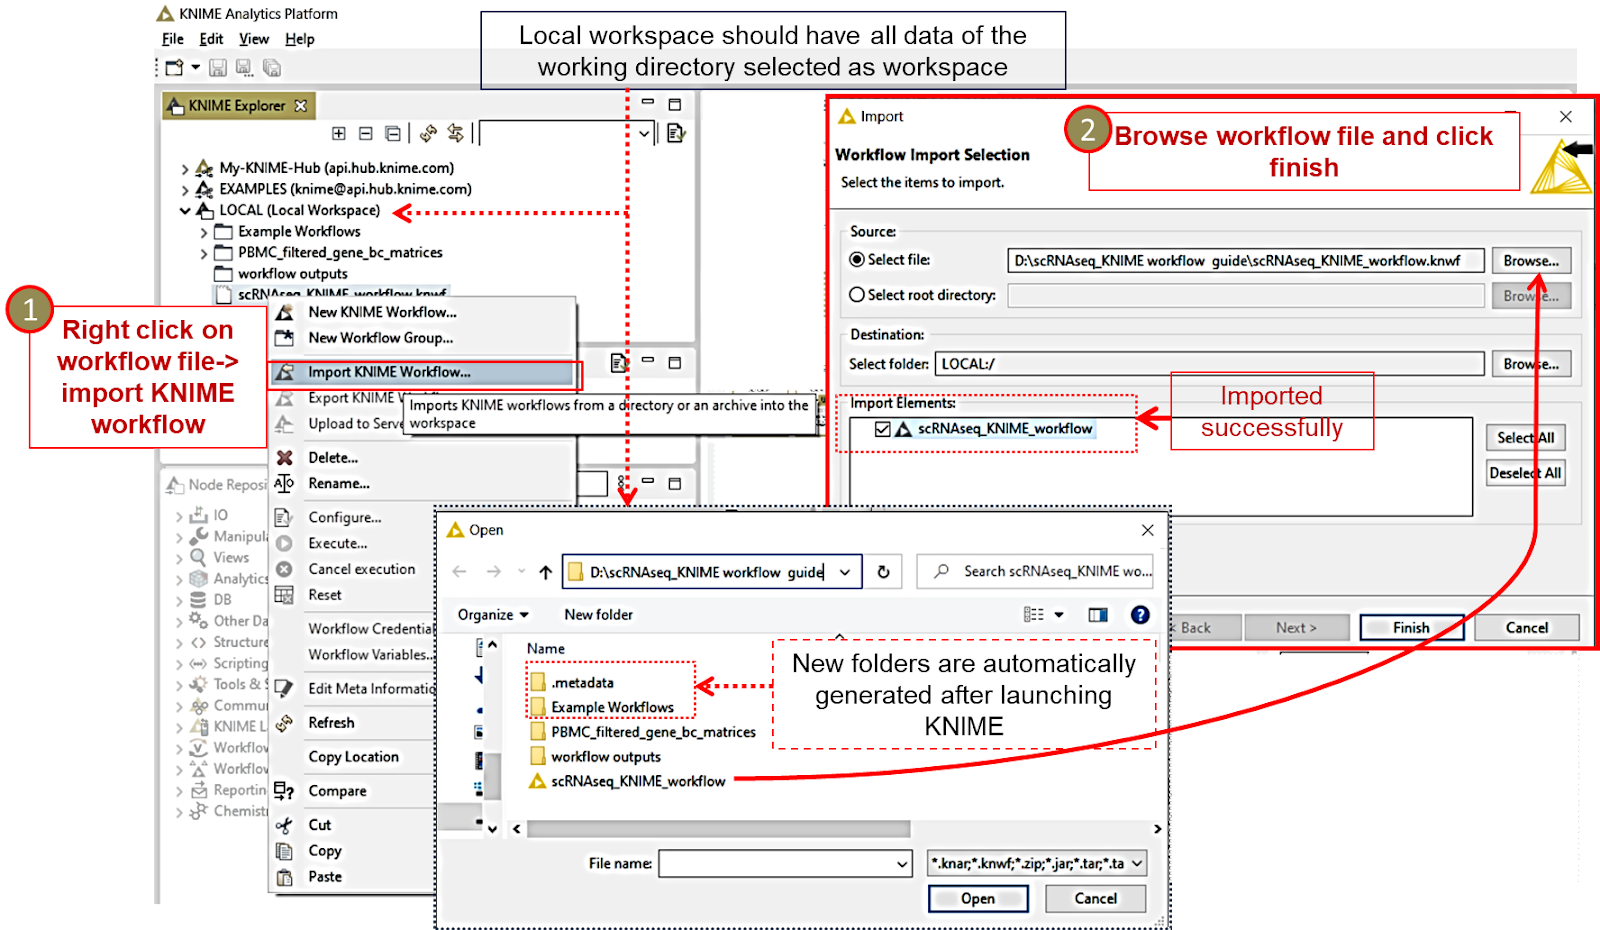 KNIME Analytics Platform
File Edit View Help
Local workspace should have all data of the
working directory selected as workspace
KNIME Explorer
My-KNIME-Hub (api.hub.knime.com)
EXAMPLES (knime@api.hub.knime.com)
LOCAL (Local Workspace)
Example Workflows
PBMC_filtered_gene_bc_matrices
workflow outputs
scRNAseq_KNIME_workflow.knwf
1
Right click on
workflow file->
import KNIME
workflow
New KNIME Workflow...
New Workflow Group...
Import KNIME Workflow...
Export KNIME W
Imports KNIME workflows from a directory or an archive into the
workspace
Upload to Serve
Delete...
Rename...
Configure...
Execute...
Cancel execution
Reset
Workflow Credential
Workflow Variables...
Edit Meta Informatio
Refresh
Copy Location
Compare
Cut
Copy
Paste
Node Reposi
IO
Manipula
Views
Analytics
DB
Other Da
Structure
Scripting
Tools & S
Commu
KNIME L
Workflow
Workflow
Reporting
Chemist
Import
2
Browse workflow file and click
finish
Workflow Import Selection
Select the items to import.
Source:
Select file:
D:\scRNAseq_KNIME workflow guide\scRNAseq_KNIME_workflow.knwf
Browse...
Select root directory:
Browse...
Destination:
Select folder:
LOCAL:/
Browse...
Import Elements:
scRNAseq_KNIME_workflow
Imported
successfully
Select All
Deselect All
< Back
Next >
Finish
Cancel
Open
D:\scRNAseq_KNIME workflow guide
Search scRNAseq_KNIME wo...
Organize
New folder
Name
.metadata
Example Workflows
PBMC_filtered_gene_bc_matrices
workflow outputs
scRNAseq_KNIME_workflow
New folders are automatically
generated after launching
KNIME
File name:
*.knar;*.knwf;*.zip;*.jar;*.tar;*.ta
Open
Cancel